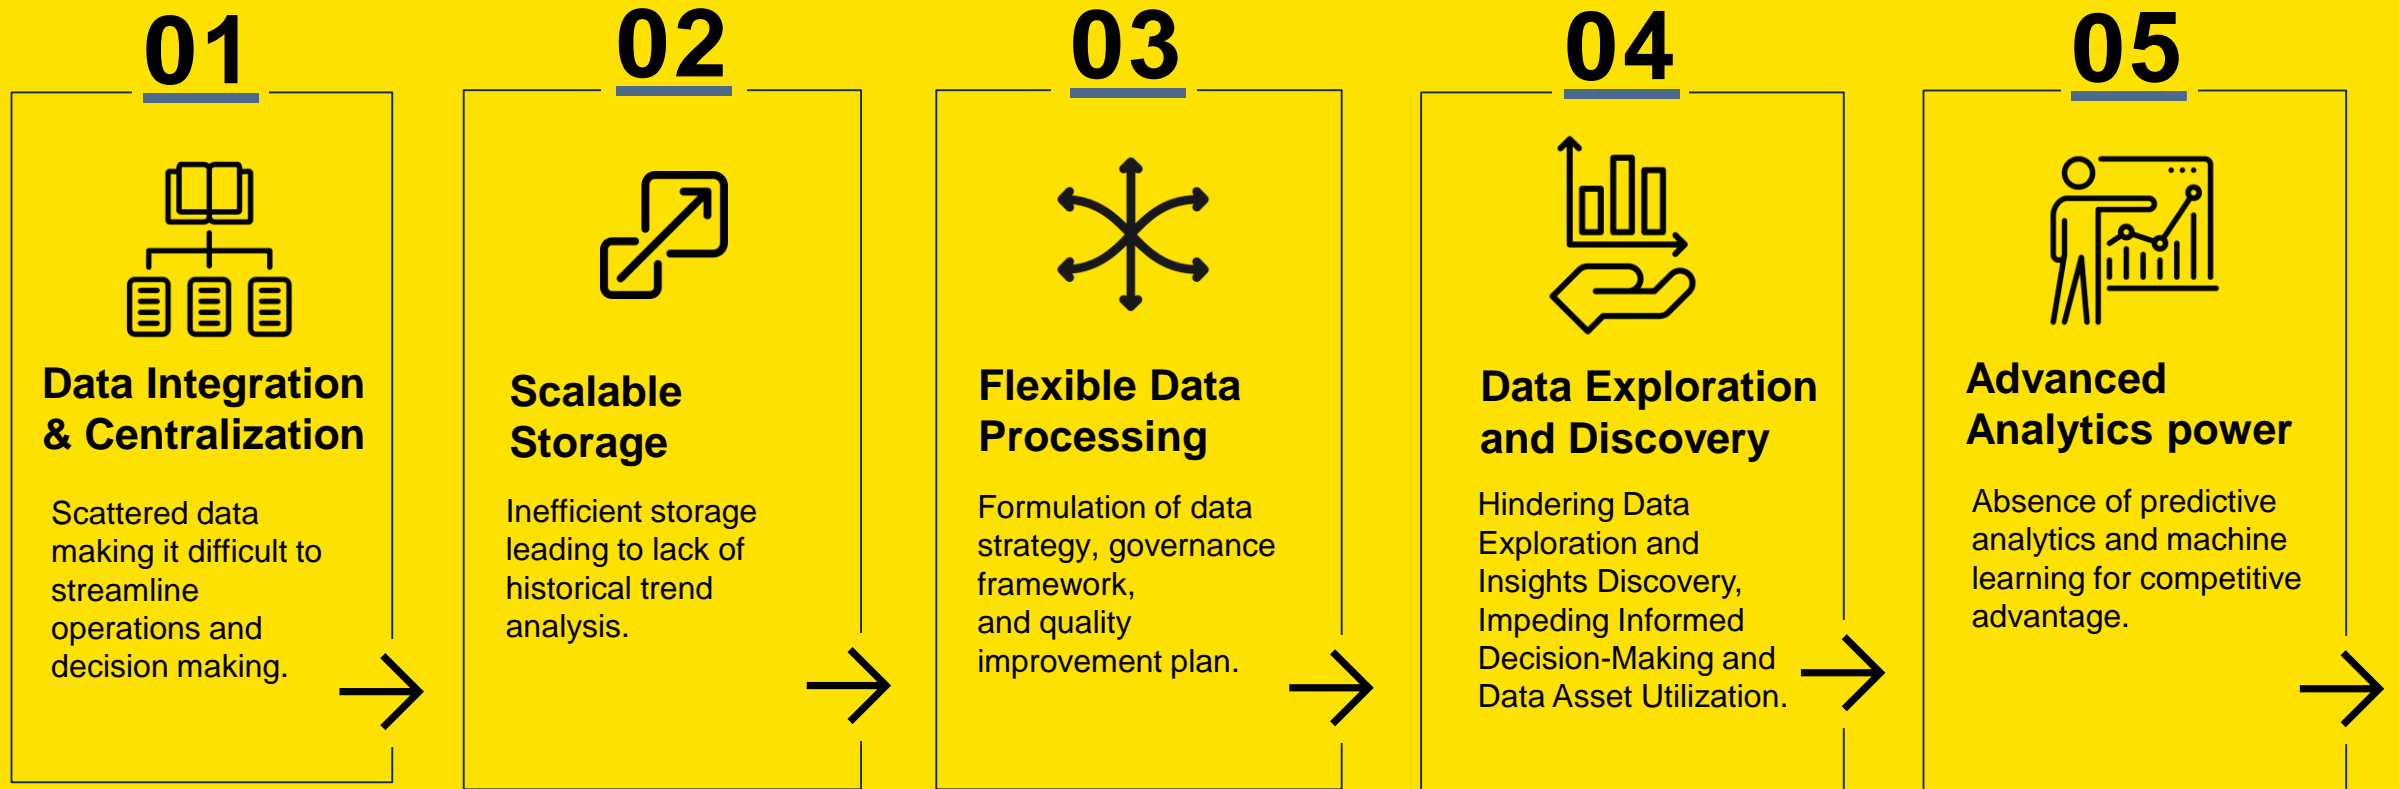 01
Data Integration
& Centralization
Scattered data
making it difficult to
streamline
operations and
decision making.
02
Scalable
Storage
Inefficient storage
leading to lack of
historical trend
analysis.
03
Flexible Data
Processing
Formulation of data
strategy, governance
framework,
and quality
improvement plan.
04
Data Exploration
and Discovery
Hindering Data
Exploration and
Insights Discovery,
Impeding Informed
Decision-Making and
Data Asset Utilization.
05
Advanced
Analytics power
Absence of predictive
analytics and machine
learning for competitive
advantage.